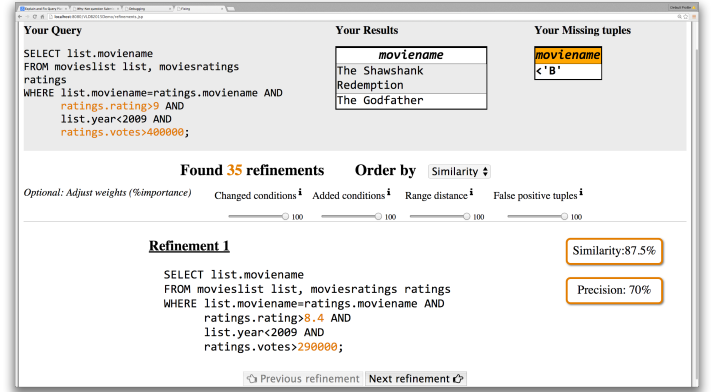 localhost:8080/VLDB2013Demo/refinements.jsp
Your Query
Your Results
Your Missing tuples
SELECT list.moviename
FROM movieslist list, moviesratings
ratings
WHERE list.moviename=ratings.moviename AND
ratings.rating>9 AND
list.year<2009 AND
ratings.votes>400000;
moviename
The Shawshank
Redemption
The Godfather
moviename
<'B'
Found 35 refinements
Order by
Similarity
Optional: Adjust weights (%importance)
Changed conditions i
Added conditions i
Range distance i
False positive tuples i
100
100
100
100
Refinement 1
SELECT list.moviename
FROM movieslist list, moviesratings ratings
WHERE list.moviename=ratings.moviename AND
ratings.rating>8.4 AND
list.year<2009 AND
ratings.votes>290000;
Similarity:87.5%
Precision: 70%
Previous refinement
Next refinement